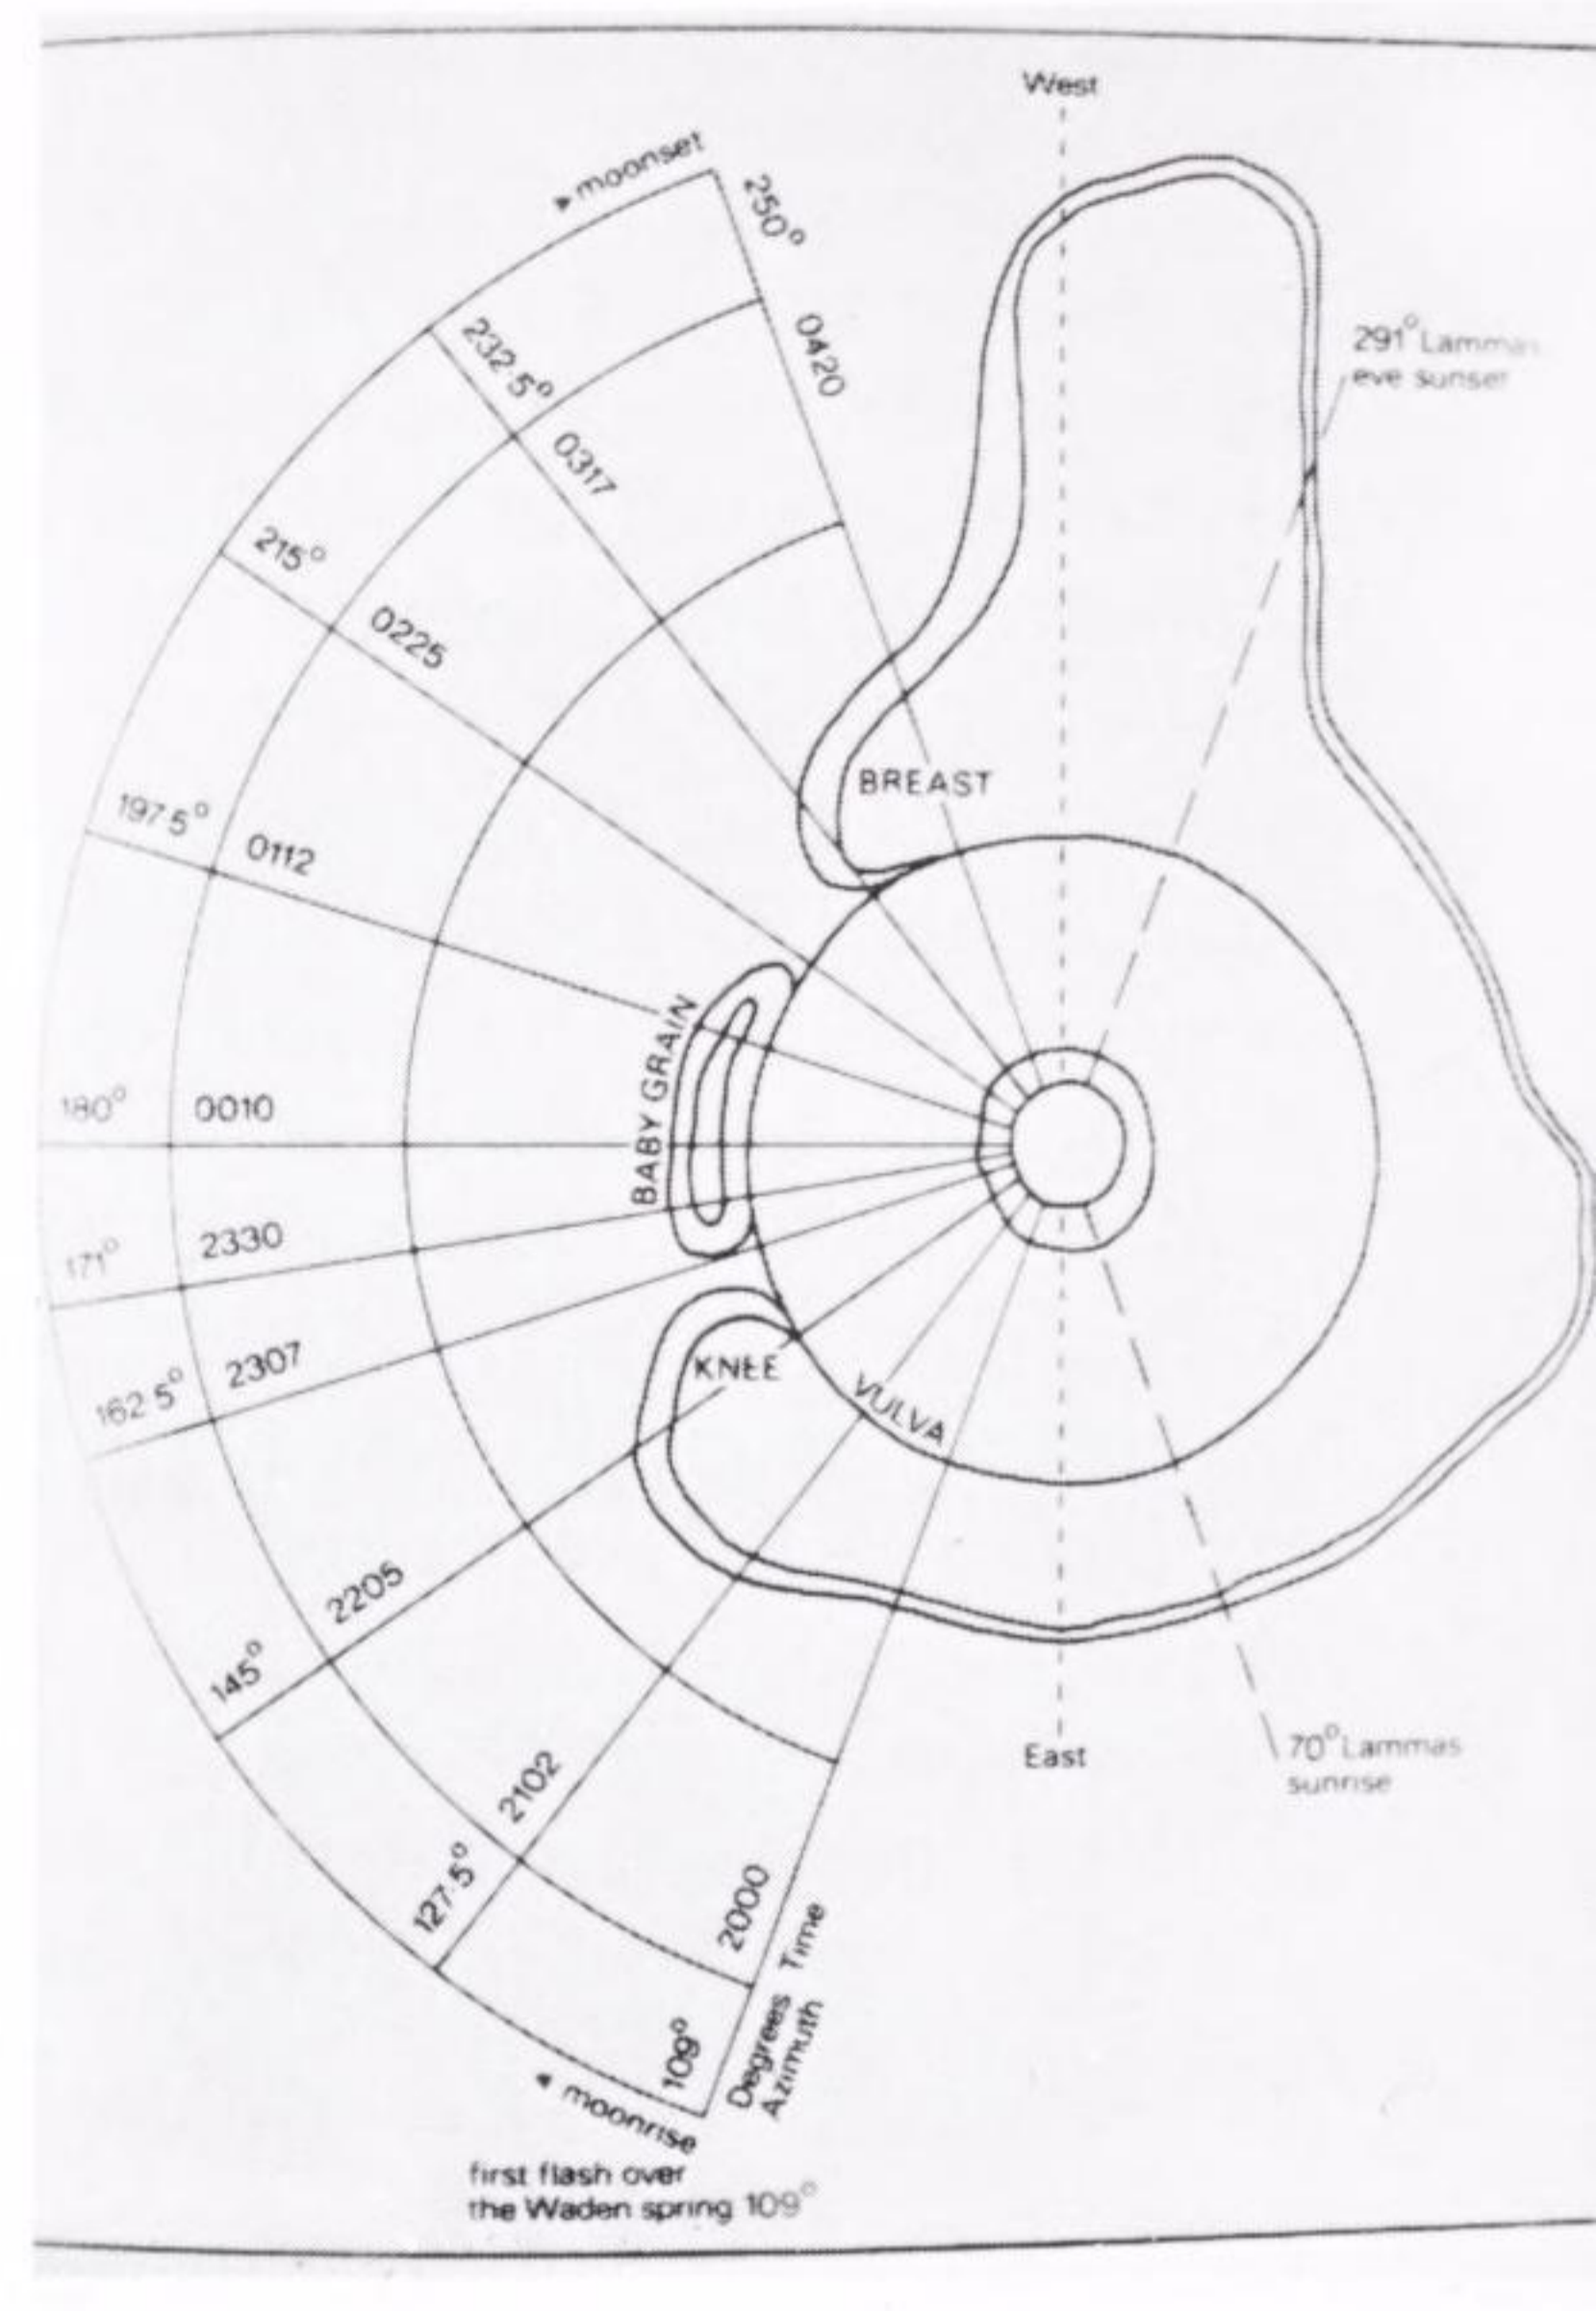 West
moonset
250°
0420
232·5°
0317
291° Lammas
eve sunset
215°
0225
BREAST
197·5°
0112
BABY GRAIN
180°
0010
171°
2330
162·5°
2307
KNEE
VULVA
145°
2205
127·5°
2102
109°
2000
Degrees Time
Azimuth
East
70° Lammas
sunrise
moonrise
first flash over
the Waden spring 109°